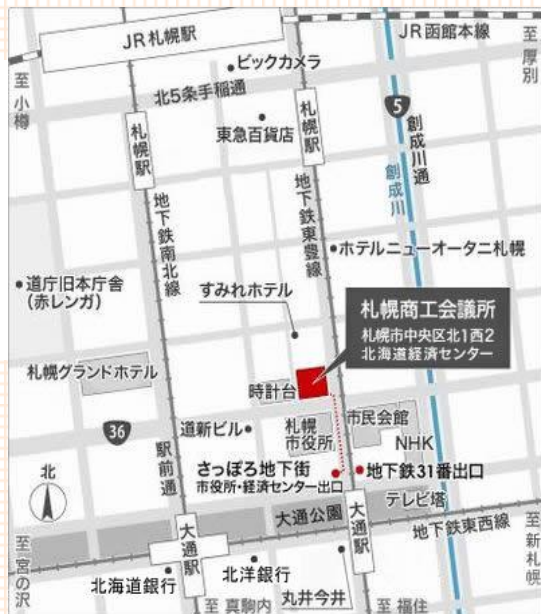 JR札幌駅
JR函館本線
至厚別
至小樽
ビックカメラ
北5条手稲通
5
札幌駅
東急百貨店
札幌駅
創成川通
創成川
地下鉄南北線
地下鉄東豊線
ホテルニューオータニ札幌
道庁旧本庁舎
(赤レンガ)
すみれホテル
札幌商工会議所
札幌市中央区北1西2
北海道経済センター
札幌グランドホテル
時計台
36
道新ビル
札幌
市役所
市民会館
NHK
駅前通
さっぽろ地下街
市役所・経済センター出口
地下鉄31番出口
北
テレビ塔
大通公園
大通駅
大通駅
地下鉄東西線
至宮の沢
至新札幌
北海道銀行
北洋銀行
丸井今井
至真駒内
至福住